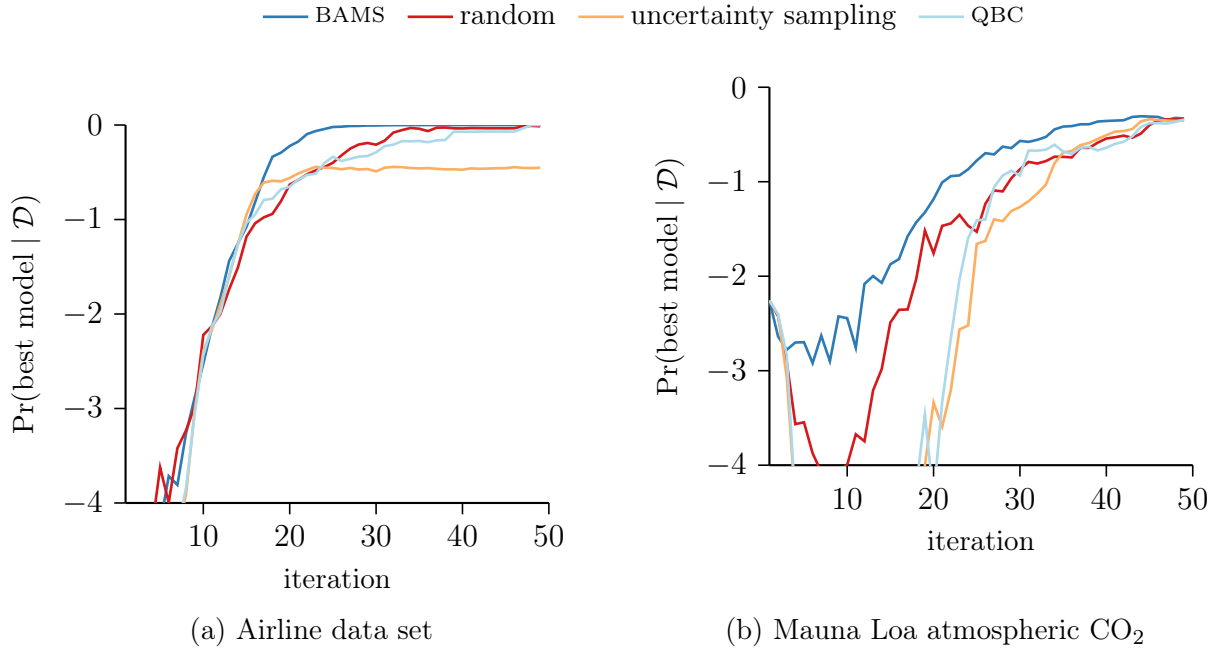 BAMS random uncertainty sampling QBC
0
−1
−2
−3
−4
Pr(best model | 𝒟)
10 20 30 40 50
iteration
(a) Airline data set
0
−1
−2
−3
−4
Pr(best model | 𝒟)
10 20 30 40 50
iteration
(b) Mauna Loa atmospheric CO₂